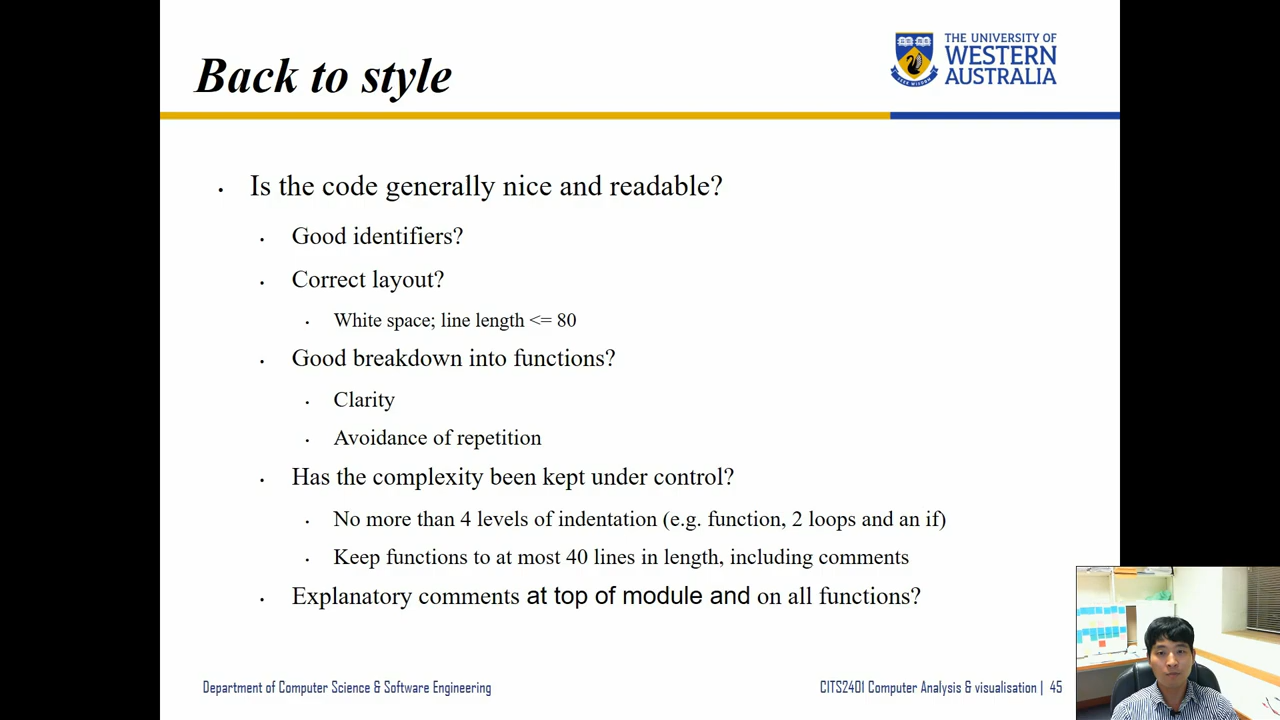 Back to style
THE UNIVERSITY OF
WESTERN
AUSTRALIA
• Is the code generally nice and readable?
• Good identifiers?
• Correct layout?
• White space; line length <= 80
• Good breakdown into functions?
• Clarity
• Avoidance of repetition
• Has the complexity been kept under control?
• No more than 4 levels of indentation (e.g. function, 2 loops and an if)
• Keep functions to at most 40 lines in length, including comments
• Explanatory comments at top of module and on all functions?
Department of Computer Science & Software Engineering
CITS2401 Computer Analysis & visualisation | 45